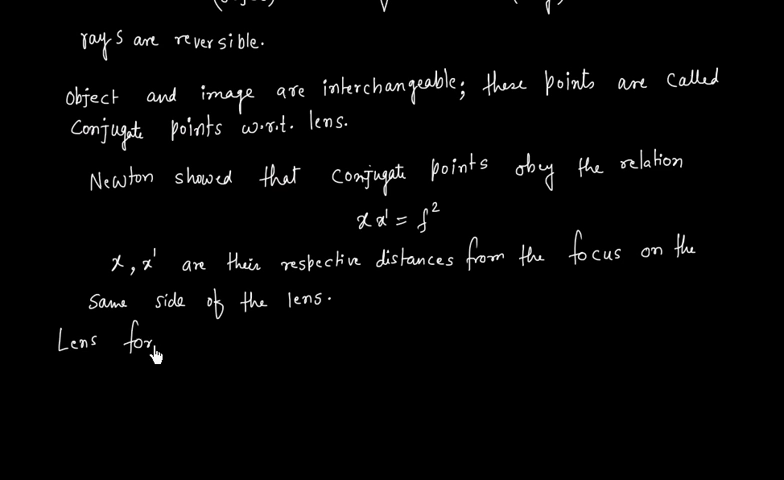 rays are reversible.
Object and image are interchangeable; these points are called
Conjugate points w.r.t. lens.
Newton showed that conjugate points obey the relation
x x' = f²
x, x' are their respective distances from the focus on the
same side of the lens.
Lens for